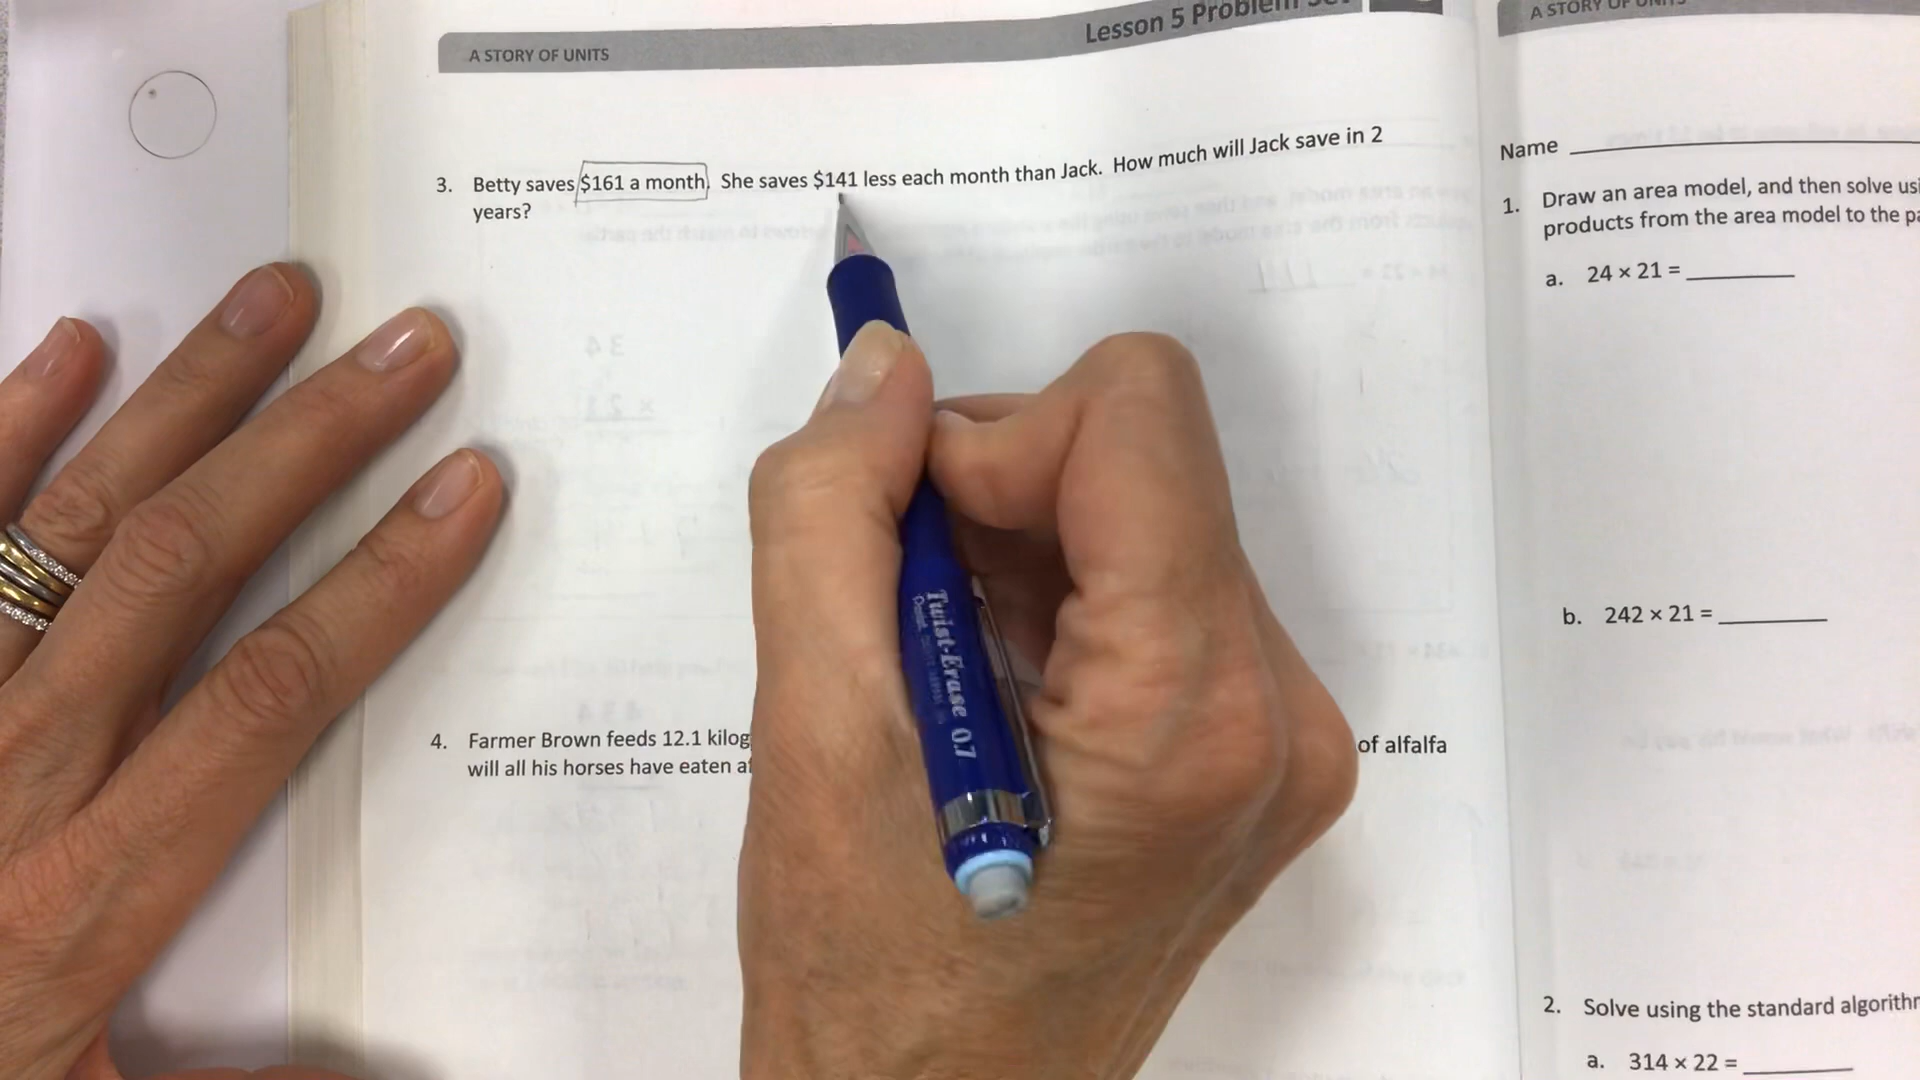 A STORY OF UNITS
Lesson 5 Problem Set
3. Betty saves $161 a month. She saves $141 less each month than Jack. How much will Jack save in 2
years?
4. Farmer Brown feeds 12.1 kilog
of alfalfa
will all his horses have eaten
Twist-Erase 0.7
Pentel
A STORY OF UNITS
Name
1. Draw an area model, and then solve usi
products from the area model to the pa
a. 24 × 21 =
b. 242 × 21 =
2. Solve using the standard algorithm
a. 314 × 22 =